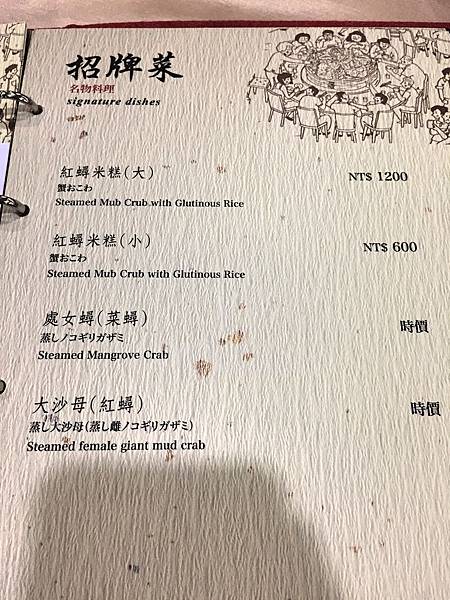 招牌菜
名物料理
signature dishes
紅蟳米糕(大) NT$ 1200
蟹おこわ
Steamed Mub Crub with Glutinous Rice
紅蟳米糕(小) NT$ 600
蟹おこわ
Steamed Mub Crub with Glutinous Rice
處女蟳(菜蟳) 時價
蒸しノコギリガザミ
Steamed Mangrove Crab
大沙母(紅蟳) 時價
蒸し大沙母(蒸し雌ノコギリガザミ)
Steamed female giant mud crab